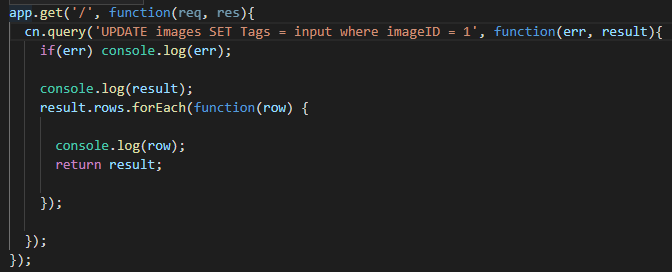 app.get('/', function(req, res){
cn.query('UPDATE images SET Tags = input where imageID = 1', function(err, result){
if(err) console.log(err);
console.log(result);
result.rows.forEach(function(row) {
console.log(row);
return result;
});
});
});